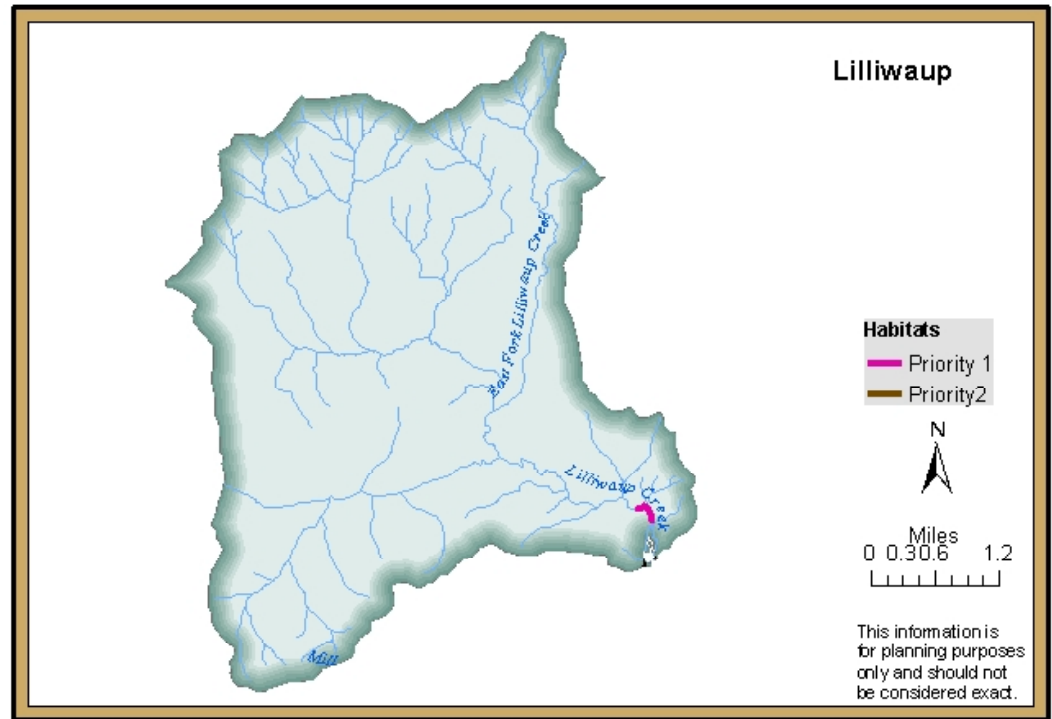 Lilliwaup
East Fork Lilliwaup Creek
Lilliwaup Creek
Mill
Habitats
Priority 1
Priority2
N
Miles
0 0.30.6 1.2
This information is
for planning purposes
only and should not
be considered exact.